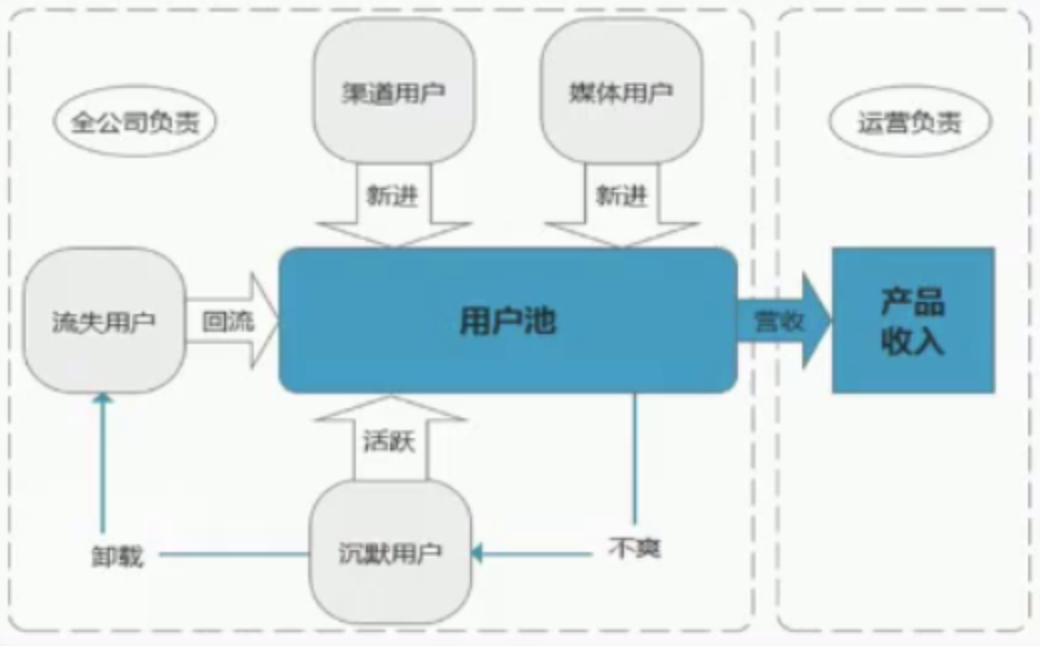 渠道用户
媒体用户
全公司负责
运营负责
新进
新进
流失用户
回流
用户池
营收
产品
收入
活跃
卸载
沉默用户
不爽